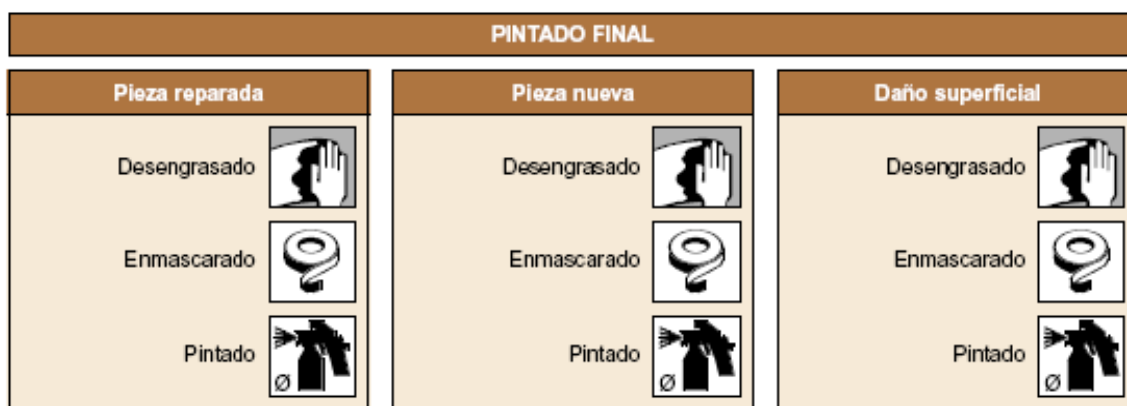 PINTADO FINAL
Pieza reparada
Desengrasado
Enmascarado
Pintado
Ø
Pieza nueva
Desengrasado
Enmascarado
Pintado
Ø
Daño superficial
Desengrasado
Enmascarado
Pintado
Ø